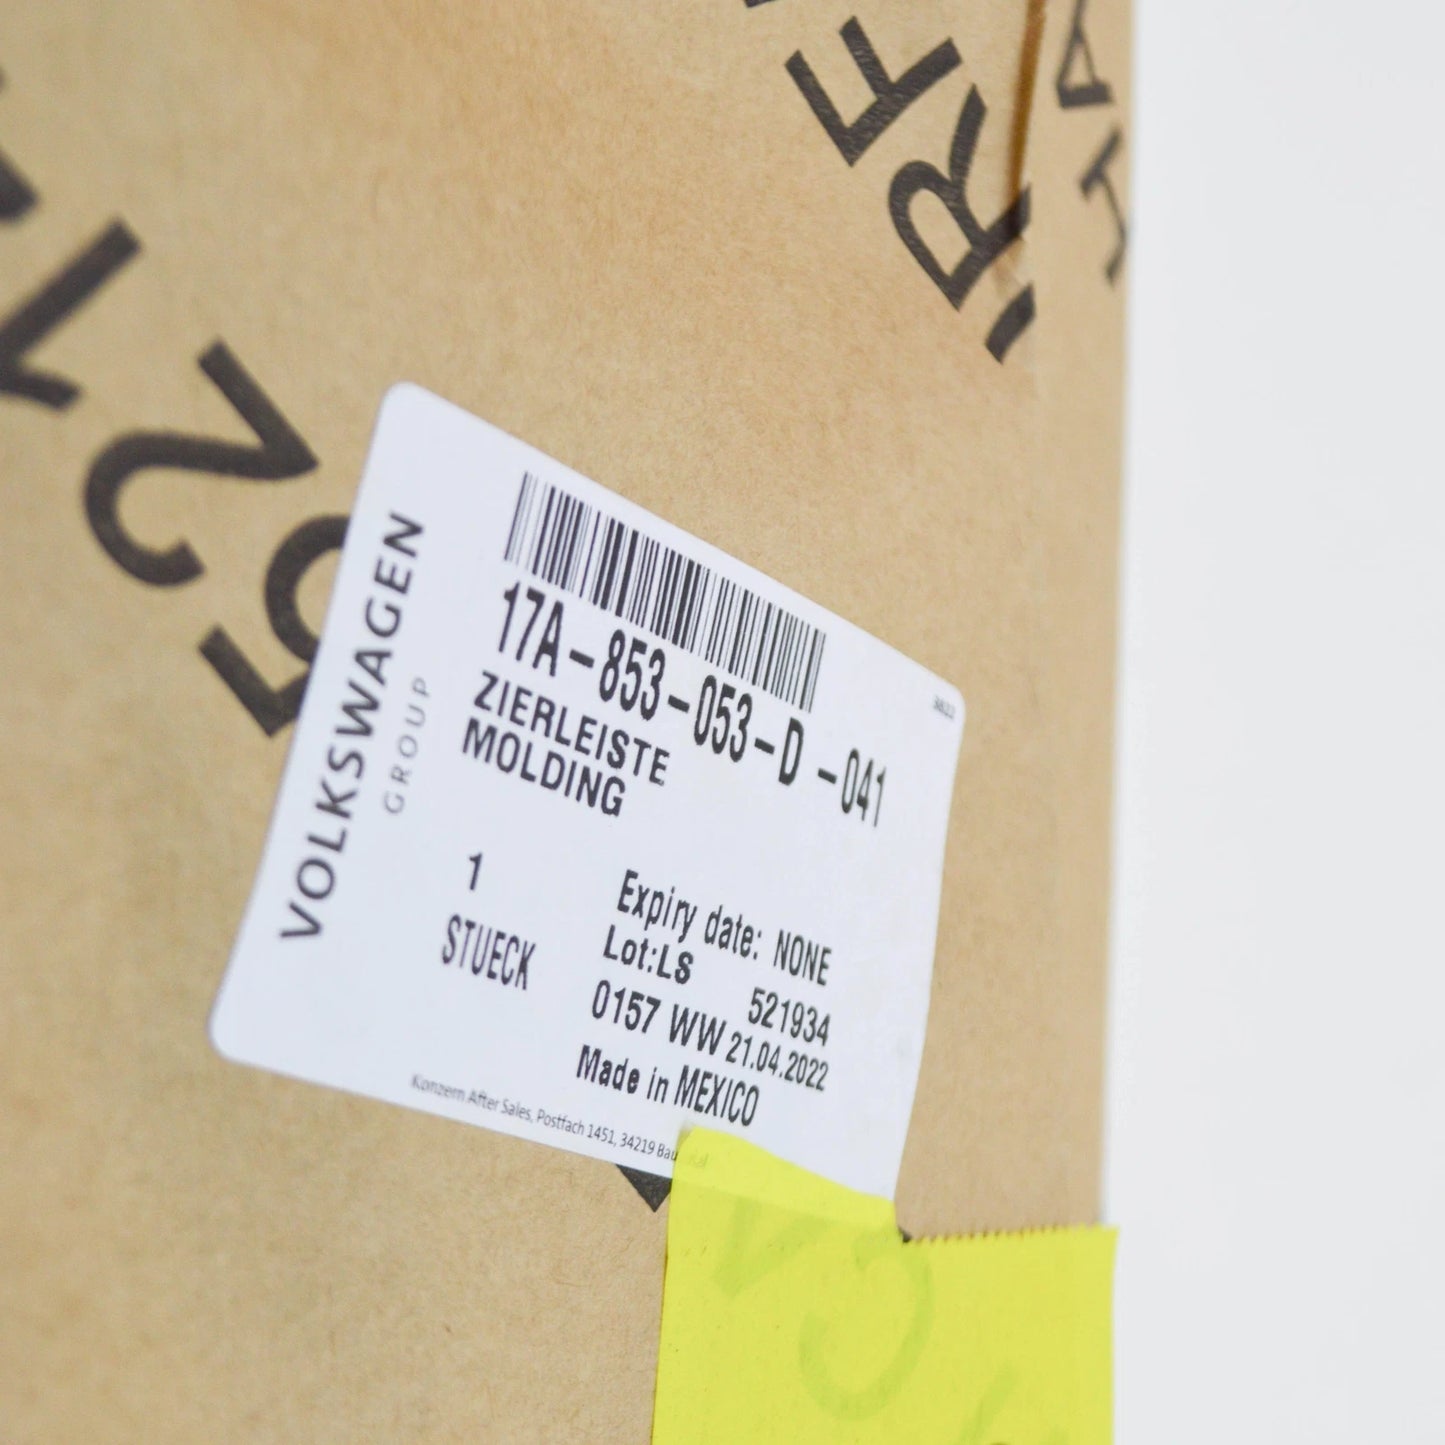 VOLKSWAGEN
GROUP
17A-853-053-D -041
ZIERLEISTE
MOLDING
1
STUECK
Expiry date: NONE
Lot:LS
521934
0157 WW 21.04.2022
Made in MEXICO
Konzern After Sales, Postfach 1451, 34219